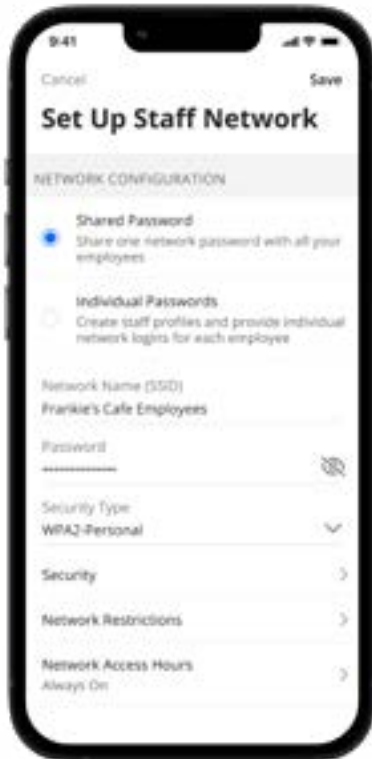 9:41
Cancel Save
Set Up Staff Network
NETWORK CONFIGURATION
Shared Password
Share one network password with all your
employees
Individual Passwords
Create staff profiles and provide individual
network logins for each employee
Network Name (SSID)
Frankie's Cafe Employees
Password
Security Type
WPA2-Personal
Security
Network Restrictions
Network Access Hours
Always On